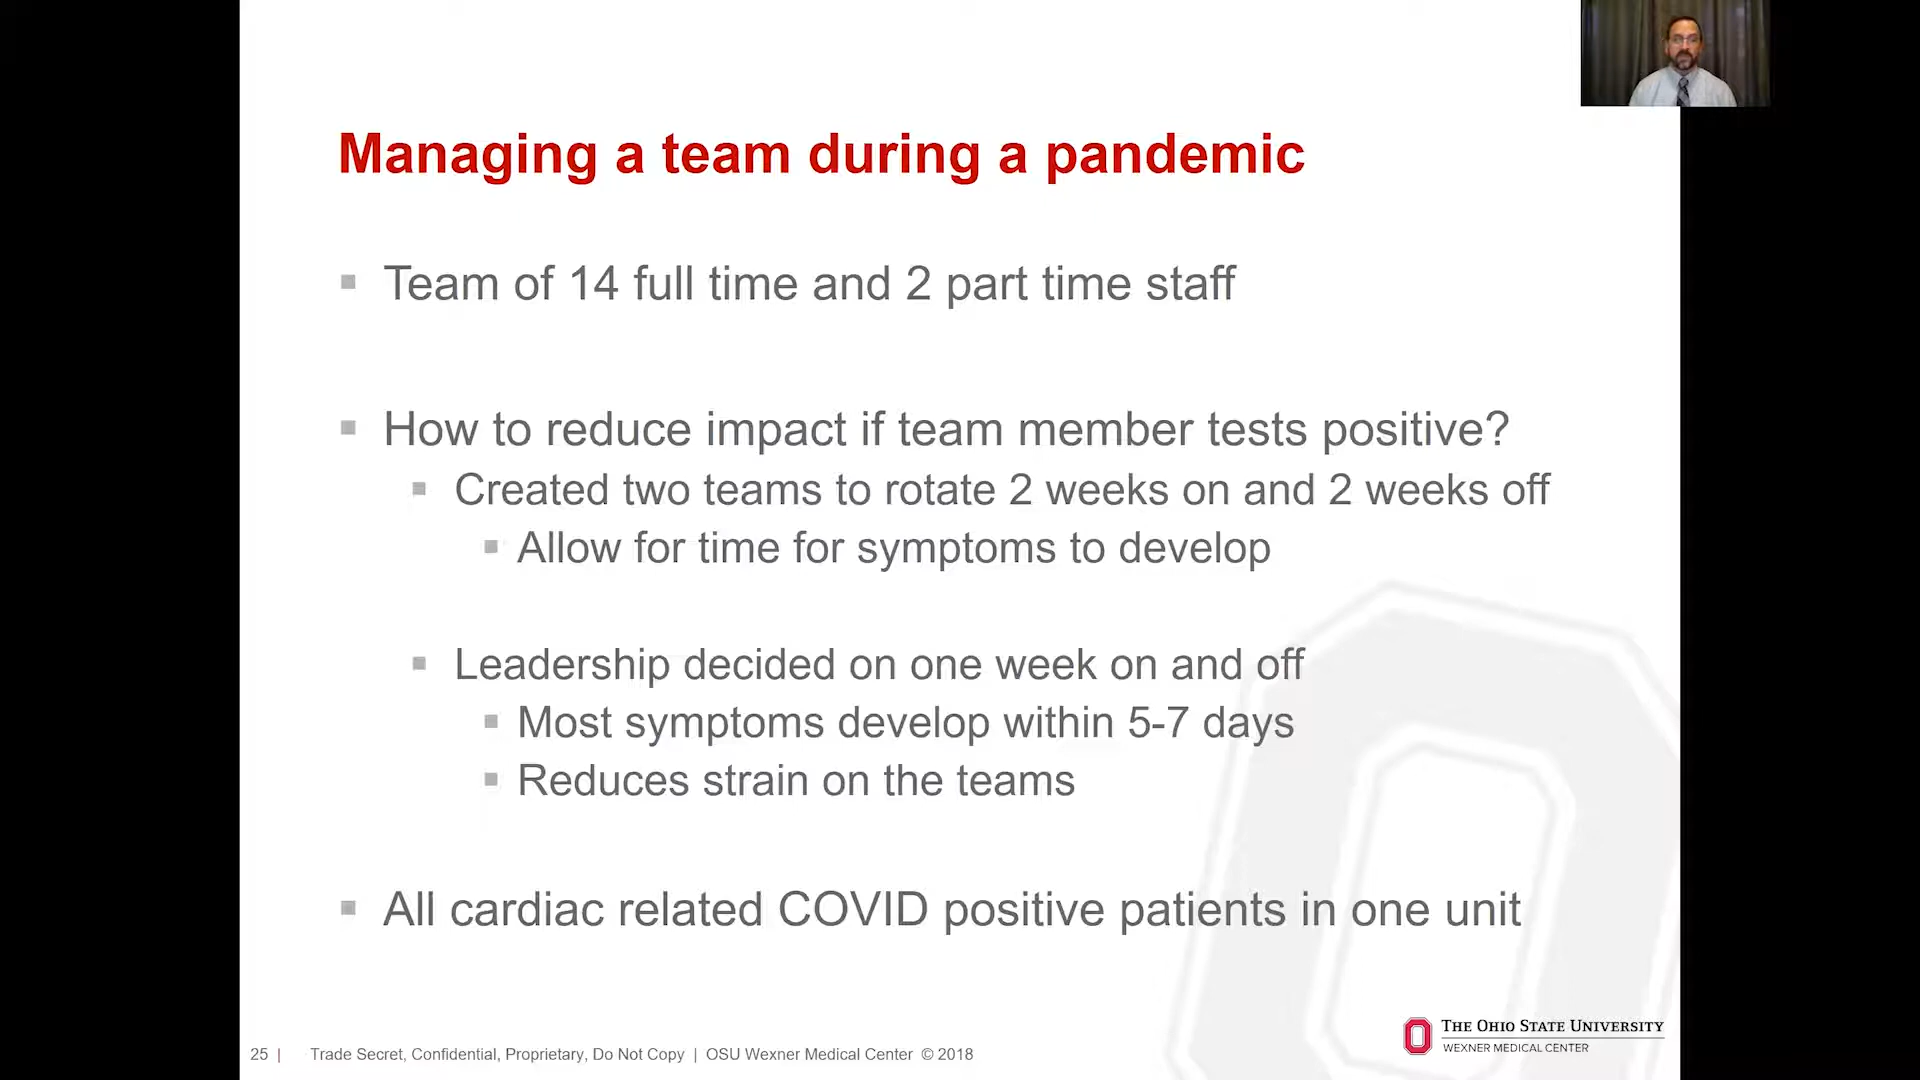 Managing a team during a pandemic
Team of 14 full time and 2 part time staff
How to reduce impact if team member tests positive?
Created two teams to rotate 2 weeks on and 2 weeks off
Allow for time for symptoms to develop
Leadership decided on one week on and off
Most symptoms develop within 5-7 days
Reduces strain on the teams
All cardiac related COVID positive patients in one unit
25 | Trade Secret, Confidential, Proprietary, Do Not Copy | OSU Wexner Medical Center © 2018
THE OHIO STATE UNIVERSITY
WEXNER MEDICAL CENTER